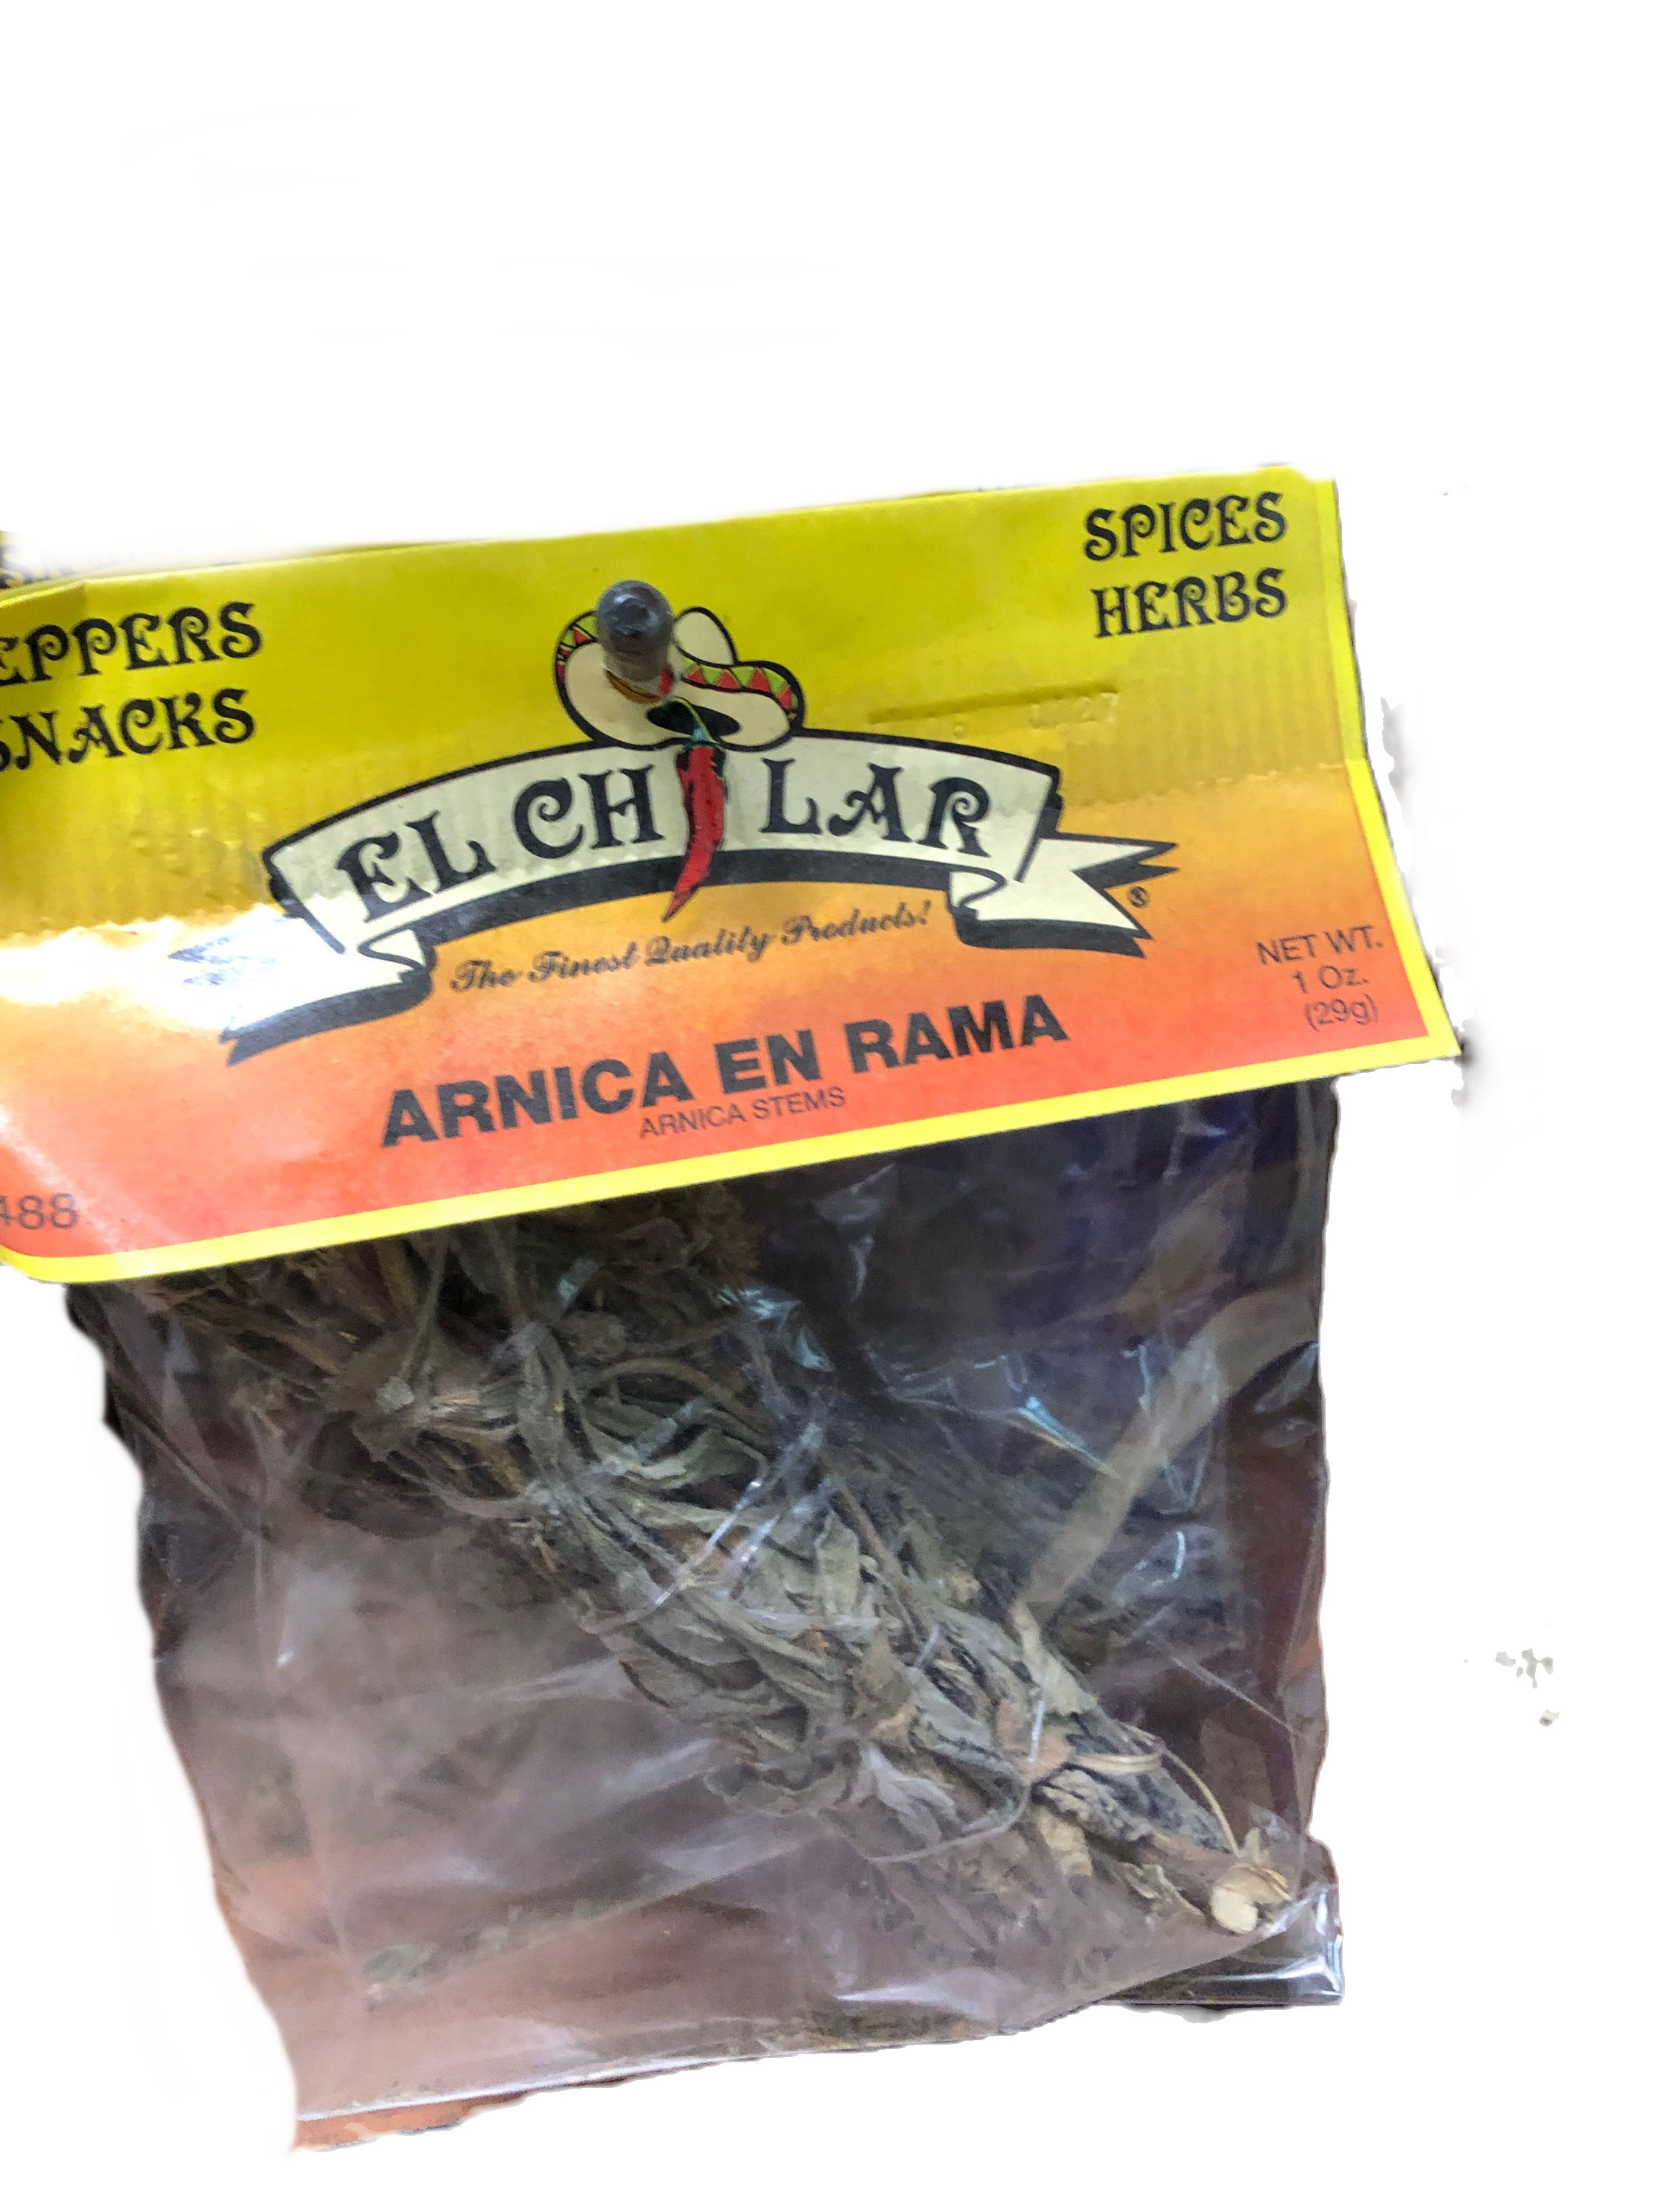 EPPERS
SNACKS
SPICES
HERBS
EL CHILAR
®
The Finest Quality Products!
NET WT.
1 Oz.
(29g)
ARNICA EN RAMA
ARNICA STEMS
488